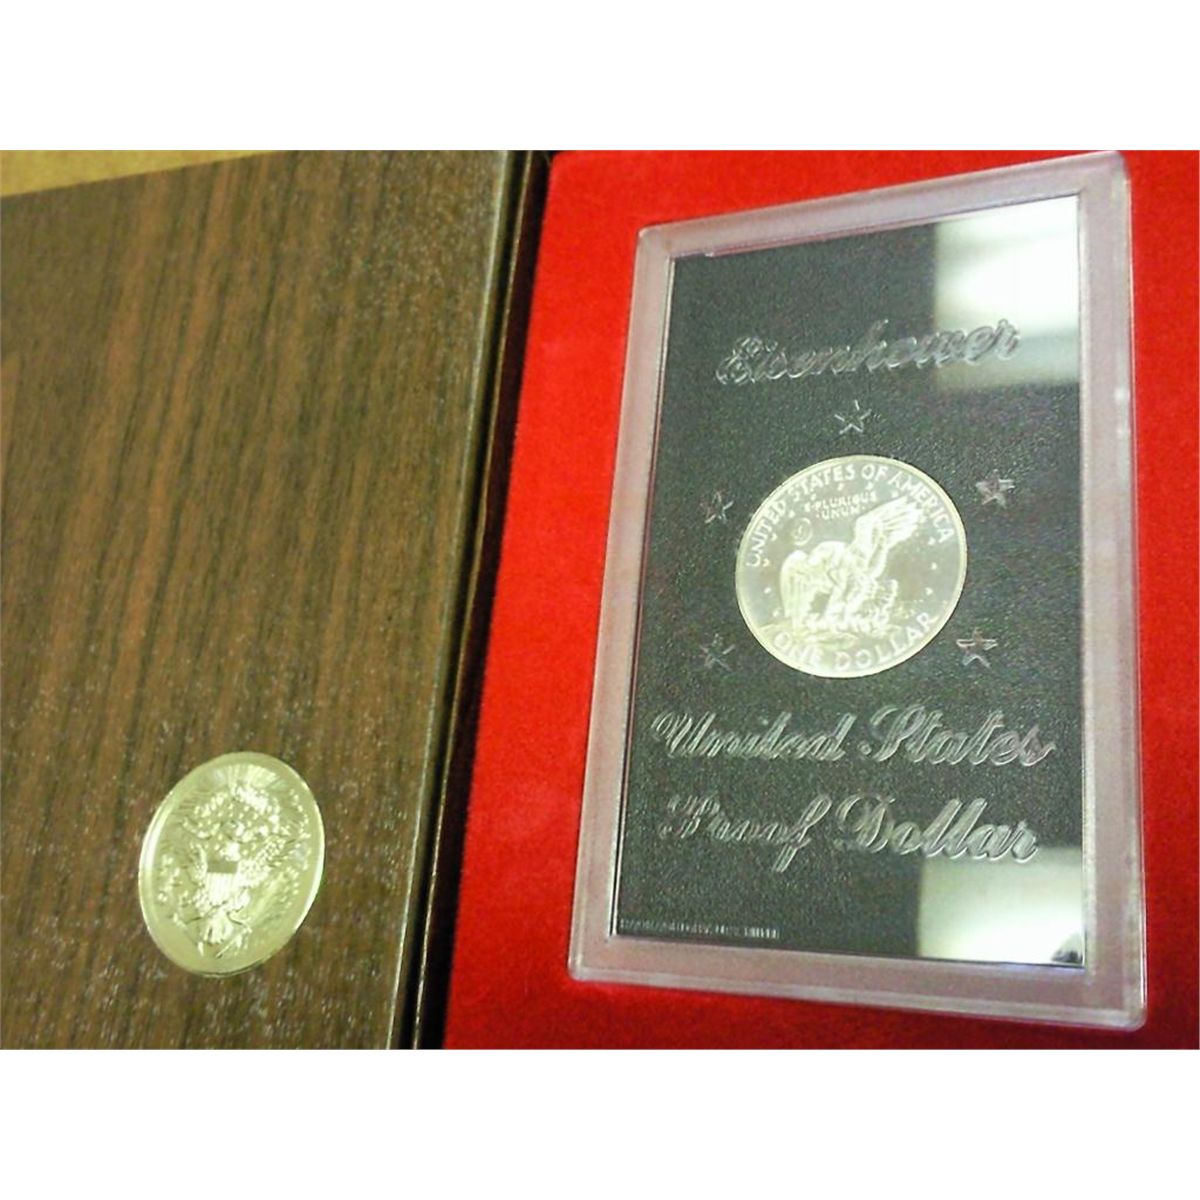 Eisenhower
UNITED STATES OF AMERICA
E PLURIBUS
UNUM
ONE DOLLAR
United States
Proof Dollar